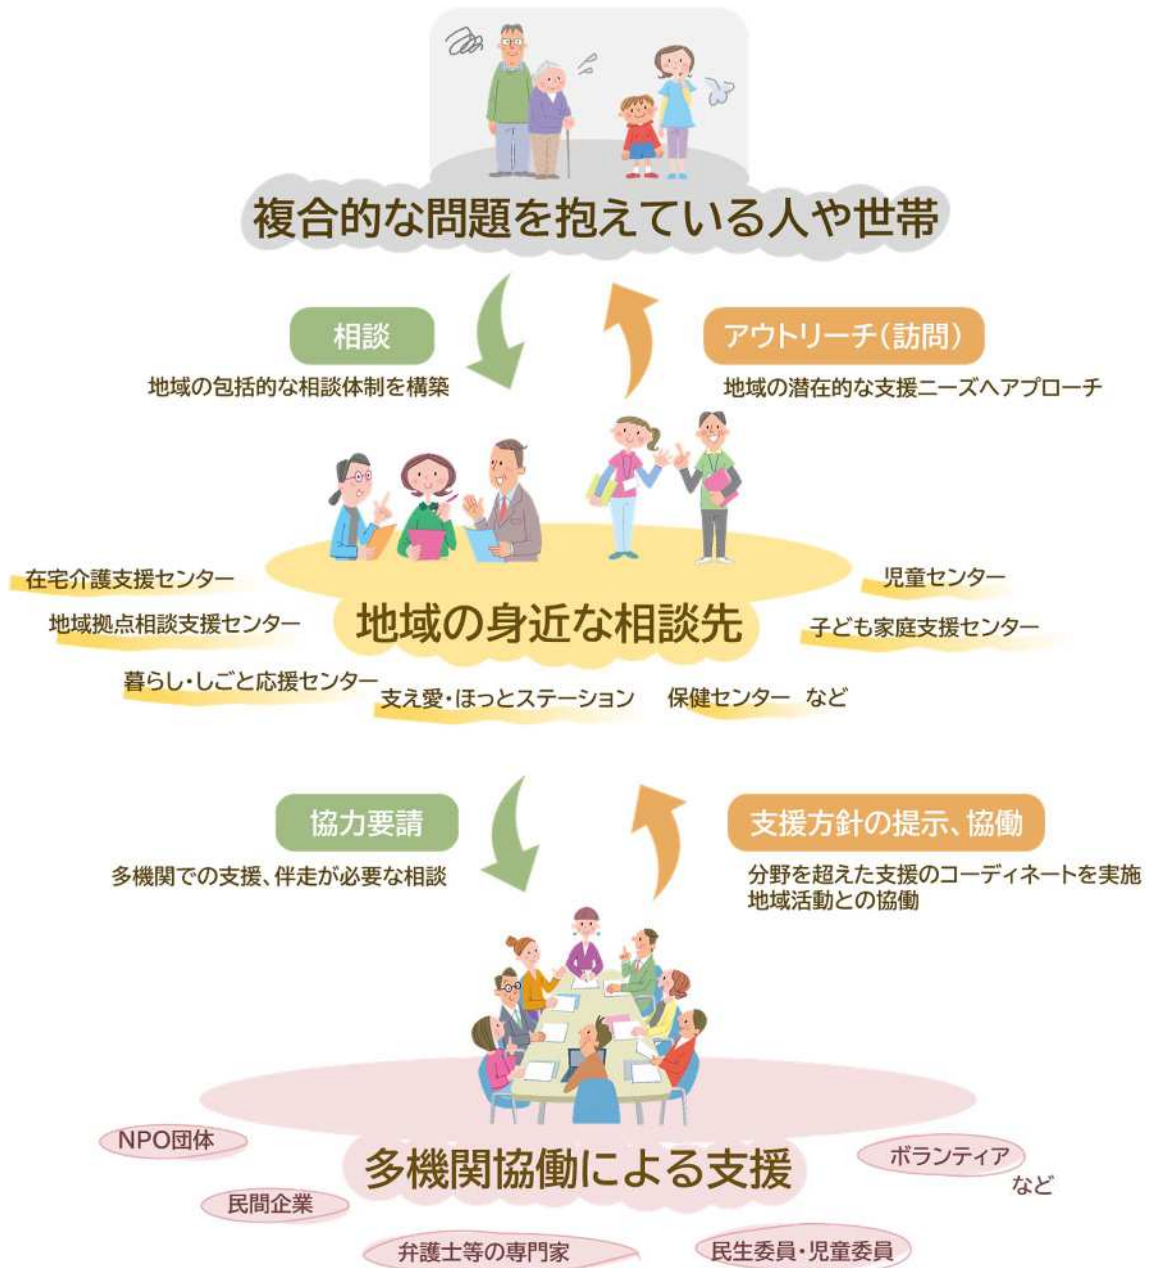 複合的な問題を抱えている人や世帯
相談
地域の包括的な相談体制を構築
アウトリーチ(訪問)
地域の潜在的な支援ニーズへアプローチ
在宅介護支援センター
地域拠点相談支援センター
暮らし・しごと応援センター
地域の身近な相談先
支え愛・ほっとステーション
児童センター
子ども家庭支援センター
保健センター など
協力要請
多機関での支援、伴走が必要な相談
支援方針の提示、協働
分野を超えた支援のコーディネートを実施
地域活動との協働
NPO団体
民間企業
多機関協働による支援
弁護士等の専門家
民生委員・児童委員
ボランティア
など